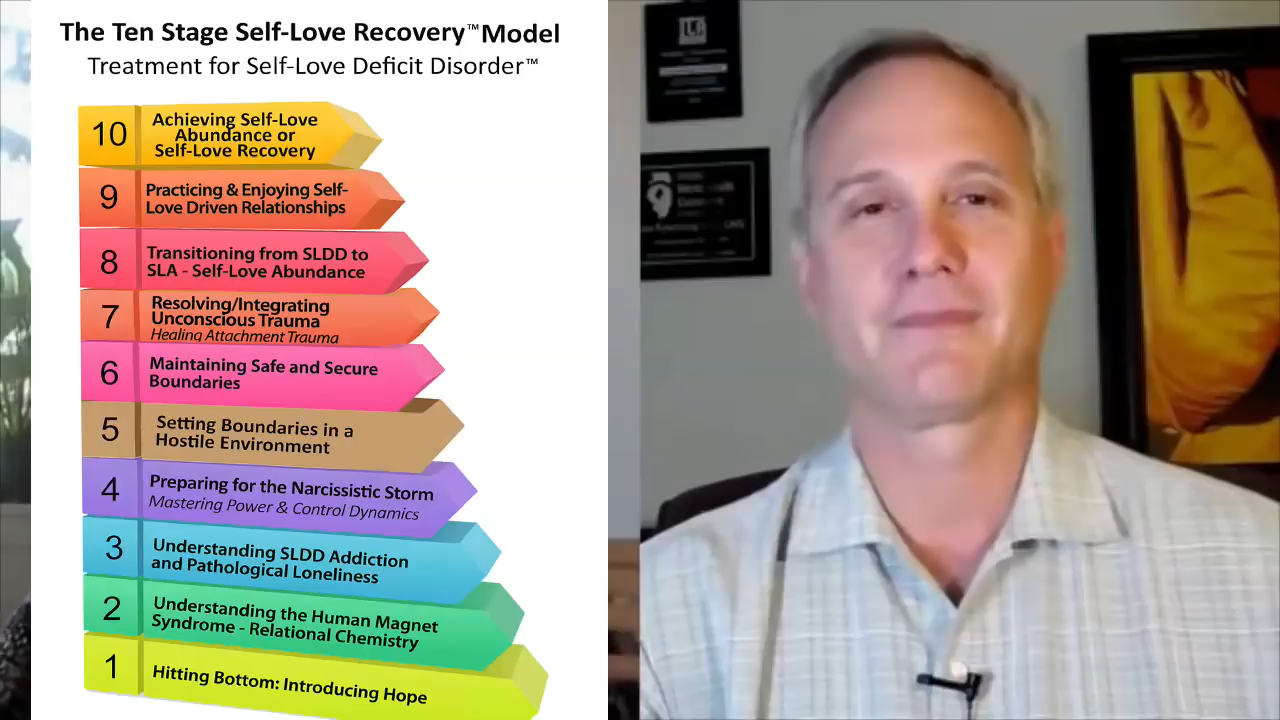 The Ten Stage Self-Love Recovery™ Model
Treatment for Self-Love Deficit Disorder™
10
Achieving Self-Love
Abundance or
Self-Love Recovery
9
Practicing & Enjoying Self-
Love Driven Relationships
8
Transitioning from SLDD to
SLA - Self-Love Abundance
7
Resolving/Integrating
Unconscious Trauma
Healing Attachment Trauma
6
Maintaining Safe and Secure
Boundaries
5
Setting Boundaries in a
Hostile Environment
4
Preparing for the Narcissistic Storm
Mastering Power & Control Dynamics
3
Understanding SLDD Addiction
and Pathological Loneliness
2
Understanding the Human Magnet
Syndrome - Relational Chemistry
1
Hitting Bottom: Introducing Hope